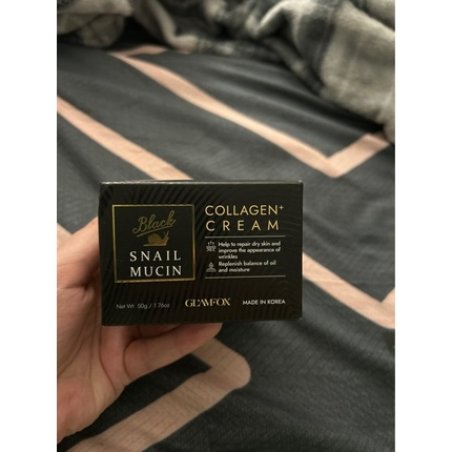 Black
SNAIL
MUCIN
COLLAGEN+
CREAM
Help to repair dry skin and
improve the appearance of
wrinkles
Replenish balance of oil
and moisture
Net Wt. 50g / 1.76oz
GLAMFOX
MADE IN KOREA